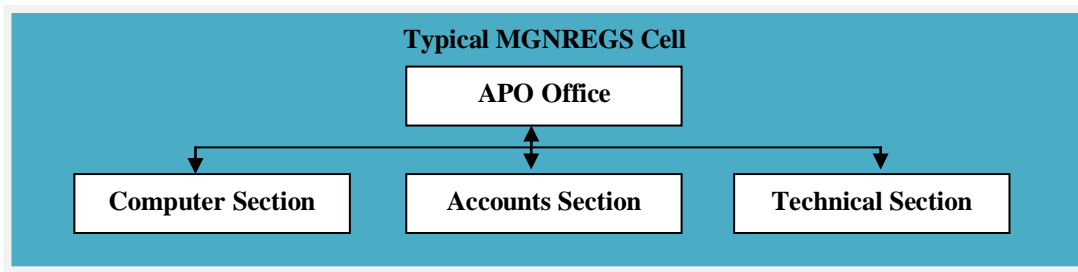 Typical MGNREGS Cell
APO Office
Computer Section
Accounts Section
Technical Section